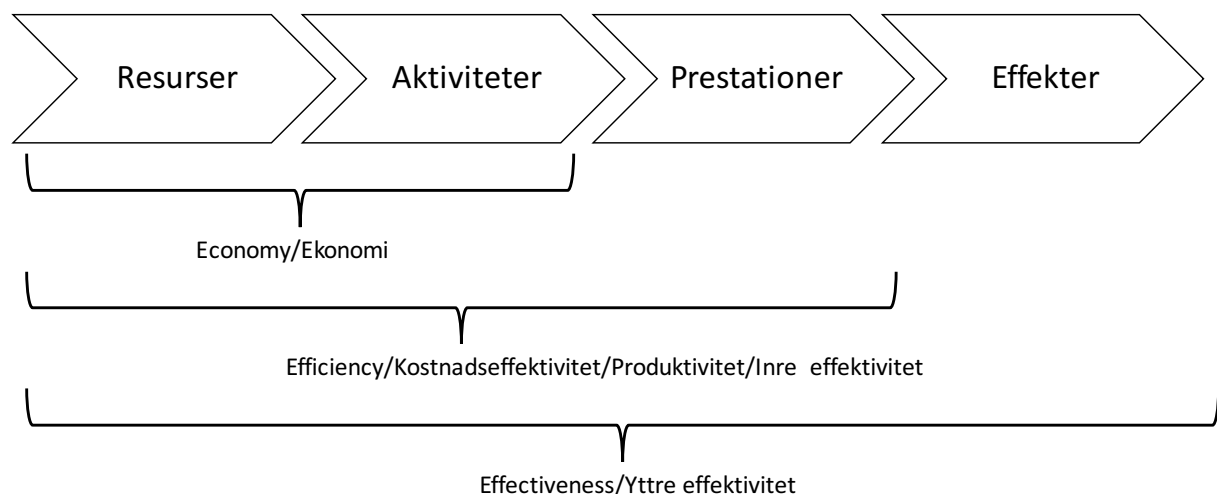 Resurser Aktiviteter Prestationer Effekter
Economy/Ekonomi
Efficiency/Kostnadseffektivitet/Produktivitet/Inre effektivitet
Effectiveness/Yttre effektivitet